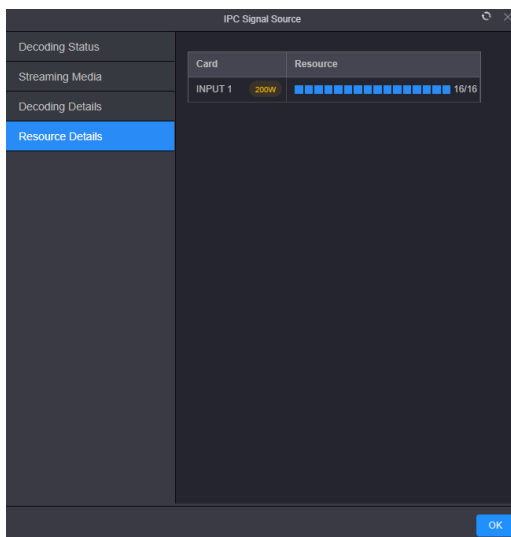 IPC Signal Source
Decoding Status
Streaming Media
Decoding Details
Resource Details
Card Resource
INPUT 1 200W 16/16
OK